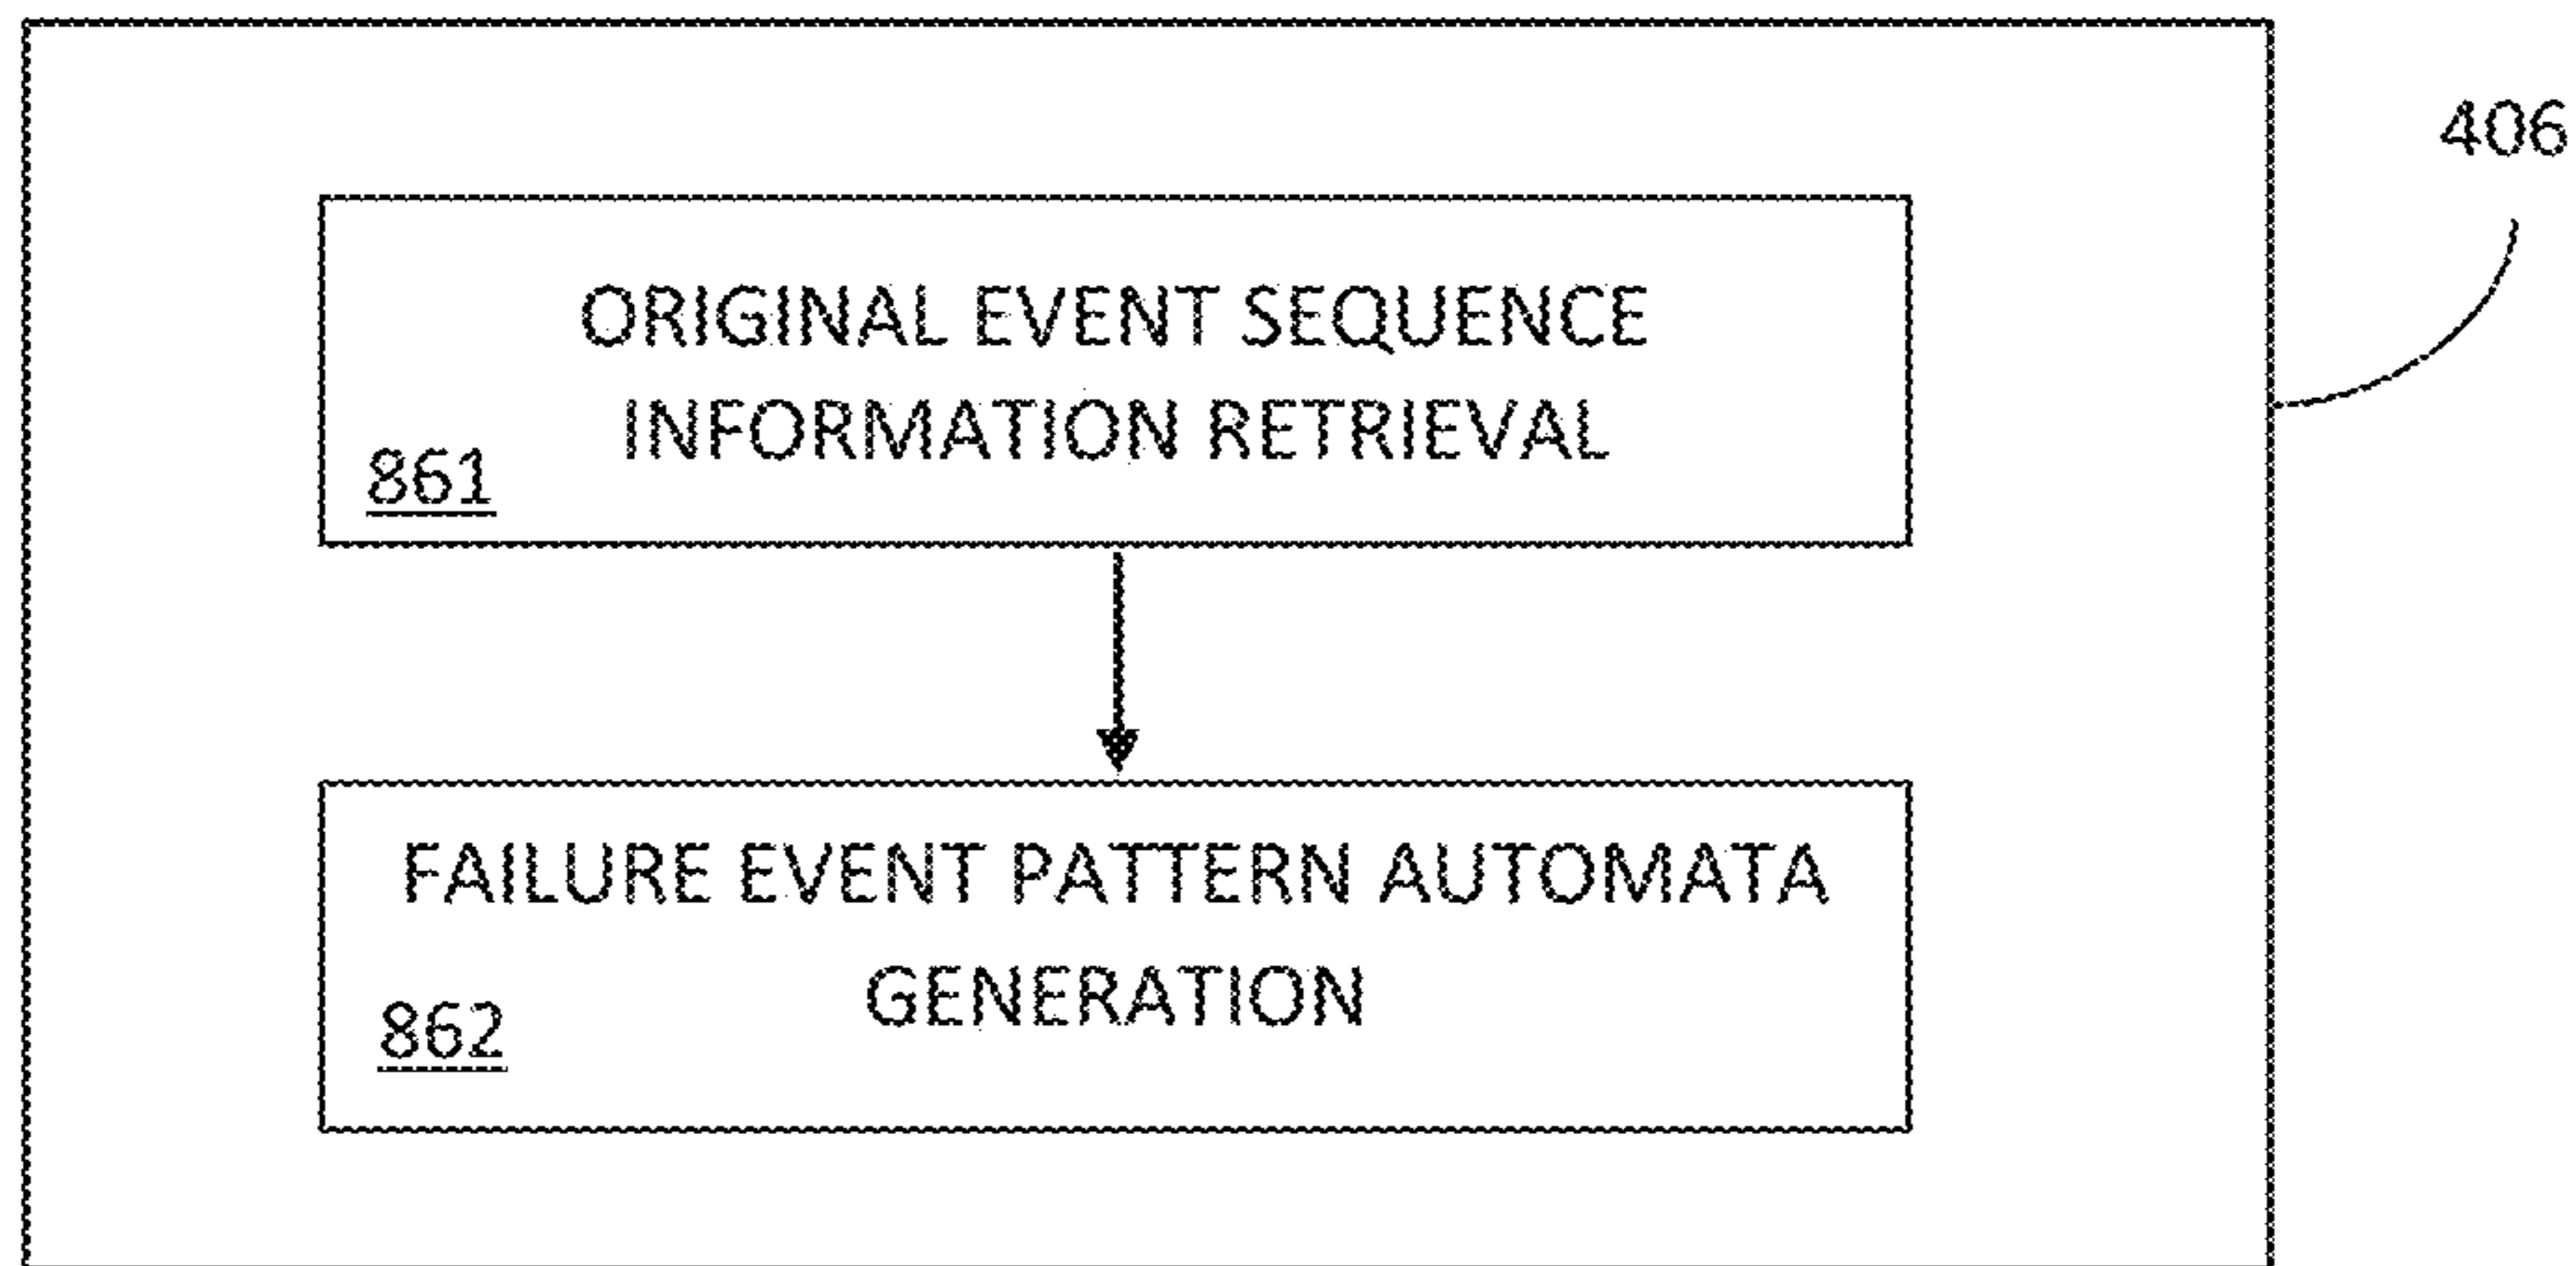 406
ORIGINAL EVENT SEQUENCE
INFORMATION RETRIEVAL
861
FAILURE EVENT PATTERN AUTOMATA
GENERATION
862